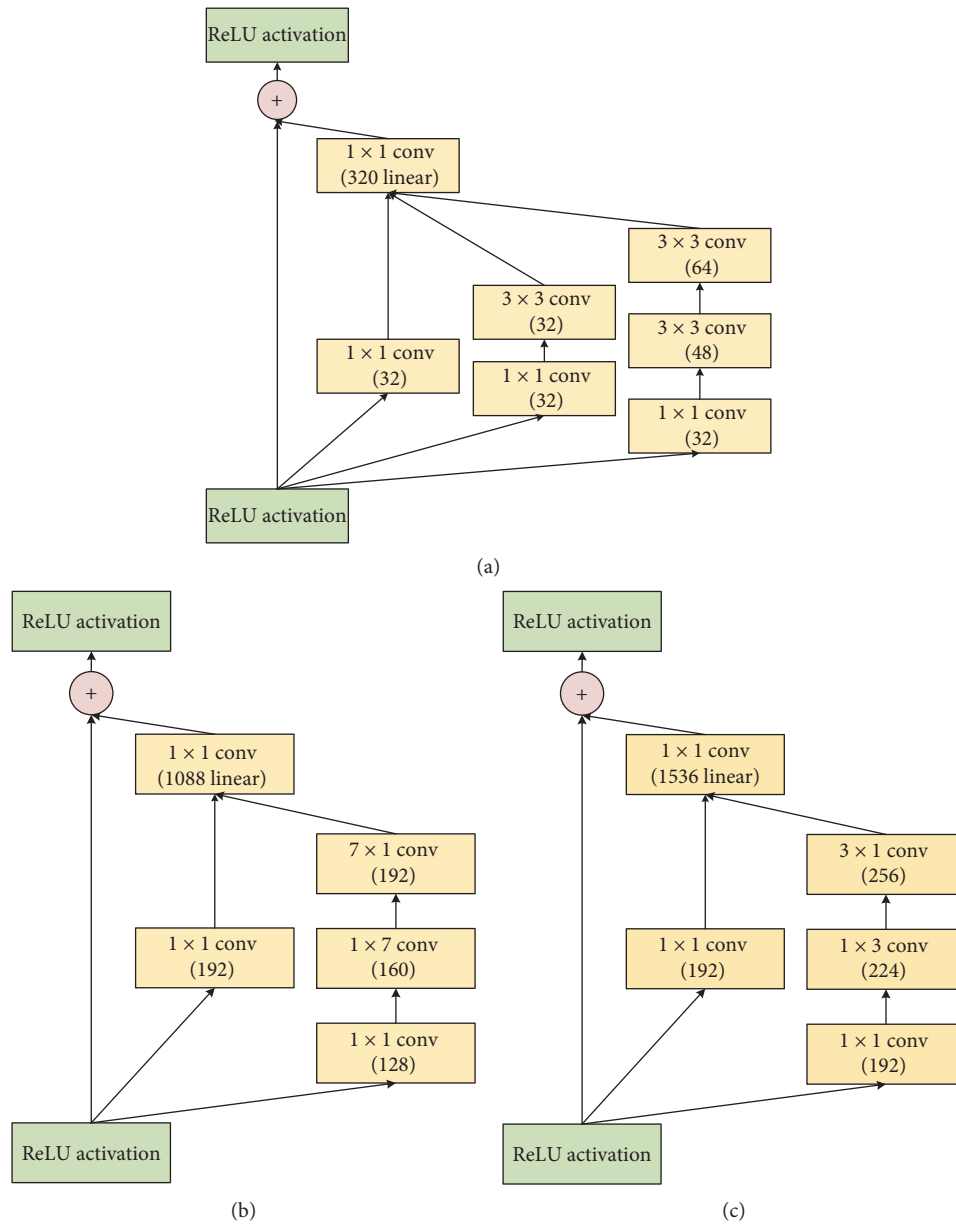 ReLU activation
+
1 × 1 conv
(320 linear)
3 × 3 conv
(64)
3 × 3 conv
(32)
3 × 3 conv
(48)
1 × 1 conv
(32)
1 × 1 conv
(32)
1 × 1 conv
(32)
ReLU activation
(a)
ReLU activation
+
1 × 1 conv
(1088 linear)
7 × 1 conv
(192)
1 × 1 conv
(192)
1 × 7 conv
(160)
1 × 1 conv
(128)
ReLU activation
(b)
ReLU activation
+
1 × 1 conv
(1536 linear)
3 × 1 conv
(256)
1 × 1 conv
(192)
1 × 3 conv
(224)
1 × 1 conv
(192)
ReLU activation
(c)